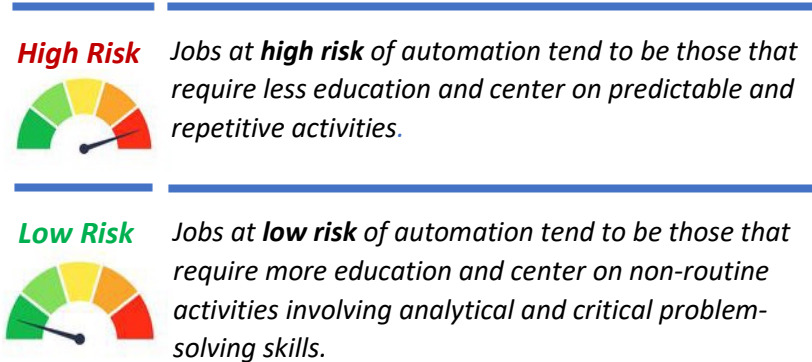 High Risk
Jobs at high risk of automation tend to be those that
require less education and center on predictable and
repetitive activities.
Low Risk
Jobs at low risk of automation tend to be those that
require more education and center on non-routine
activities involving analytical and critical problem-
solving skills.